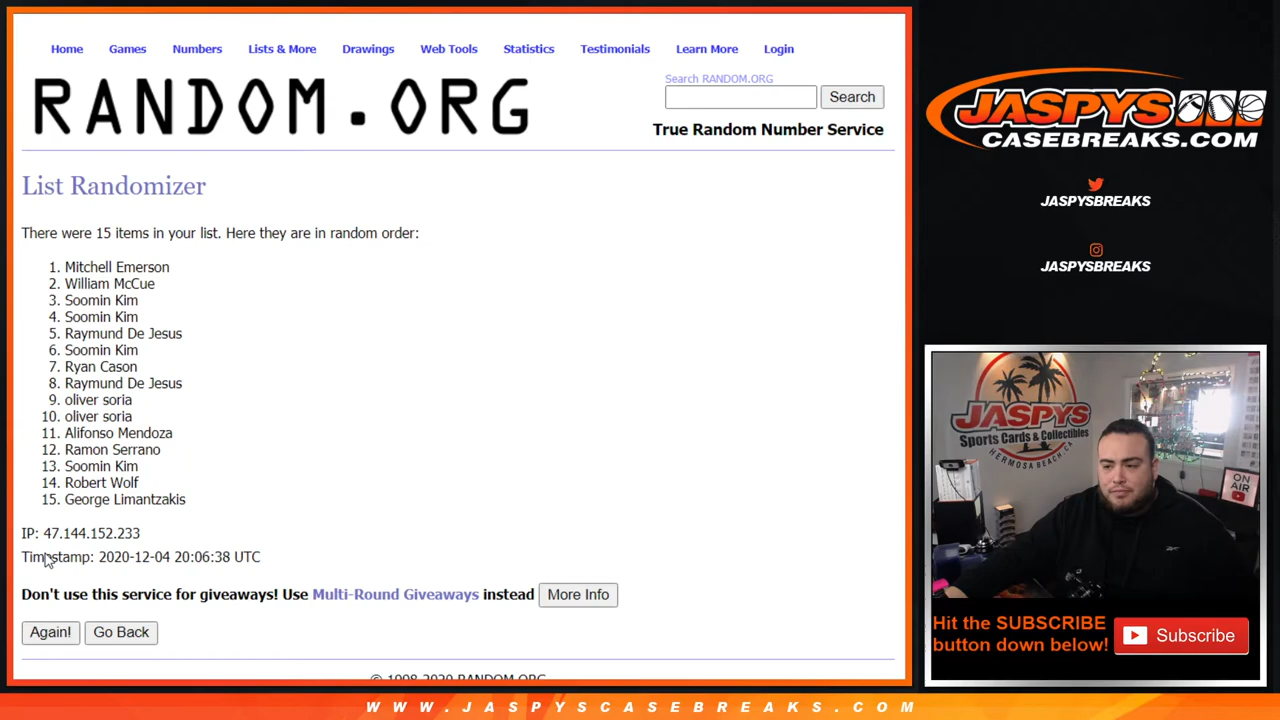 Home Games Numbers Lists & More Drawings Web Tools Statistics Testimonials Learn More Login
RANDOM.ORG
Search RANDOM.ORG
Search
True Random Number Service
List Randomizer
There were 15 items in your list. Here they are in random order:
1. Mitchell Emerson
2. William McCue
3. Soomin Kim
4. Soomin Kim
5. Raymund De Jesus
6. Soomin Kim
7. Ryan Cason
8. Raymund De Jesus
9. oliver soria
10. oliver soria
11. Alifonso Mendoza
12. Ramon Serrano
13. Soomin Kim
14. Robert Wolf
15. George Limantzakis
IP: 47.144.152.233
Timestamp: 2020-12-04 20:06:38 UTC
Don't use this service for giveaways! Use Multi-Round Giveaways instead More Info
Again! Go Back
© 1998-2020 RANDOM.ORG
JASPYS
CASEBREAKS.COM
JASPYSBREAKS
JASPYSBREAKS
JASPYS
Sports Cards & Collectibles
HERMOSA BEACH, CA
ON AIR
Hit the SUBSCRIBE
button down below!
Subscribe
WWW.JASPYSCASEBREAKS.COM